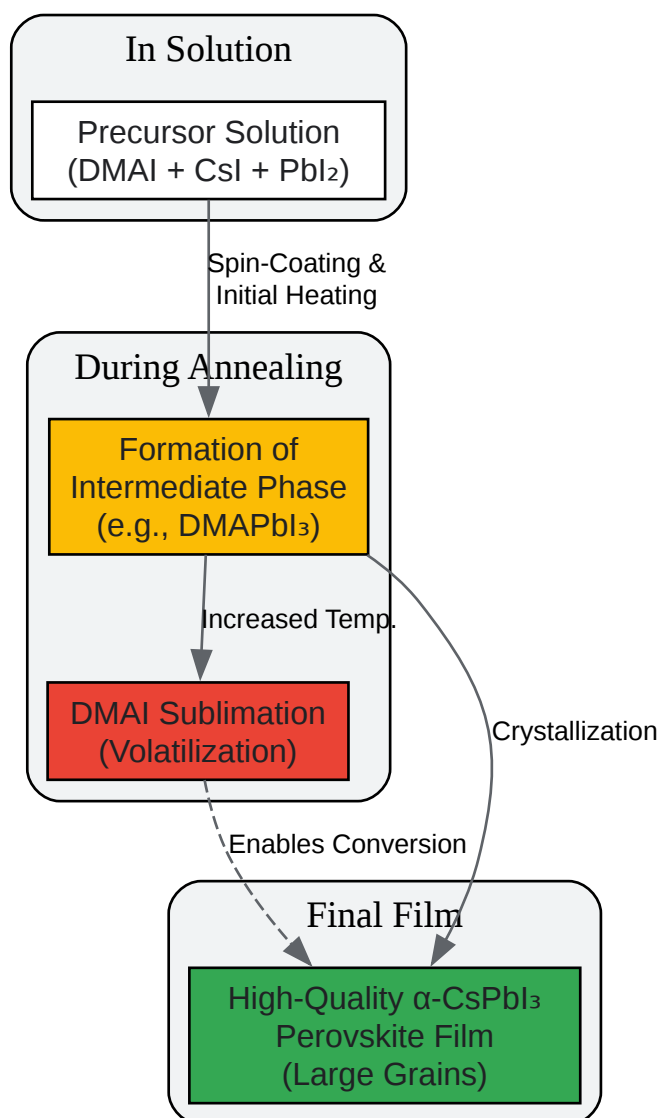 In Solution
Precursor Solution
(DMAI + CsI + PbI₂)
Spin-Coating &
Initial Heating
During Annealing
Formation of
Intermediate Phase
(e.g., DMAPbI₃)
Increased Temp.
DMAI Sublimation
(Volatilization)
Crystallization
Enables Conversion
Final Film
High-Quality α-CsPbI₃
Perovskite Film
(Large Grains)